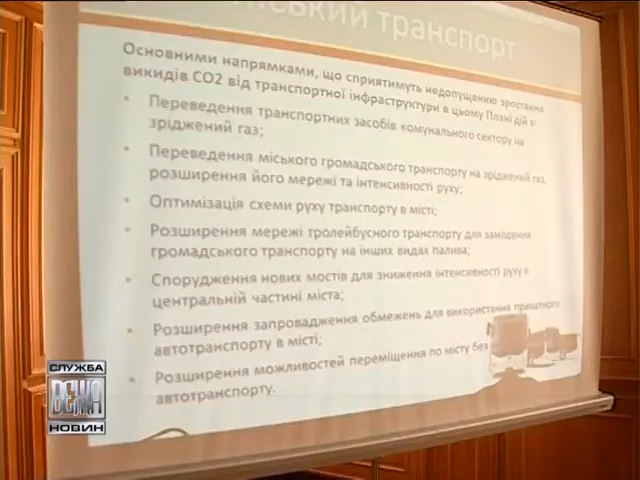 міський транспорт
Основними напрямками, що сприятимуть недопущенню зростання
викидів СО2 від транспортної інфраструктури в цьому Плані дій є:
• Переведення транспортних засобів комунального сектору на
зріджений газ;
• Переведення міського громадського транспорту на зріджений газ,
розширення його мережі та інтенсивності руху;
• Оптимізація схеми руху транспорту в місті;
• Розширення мережі тролейбусного транспорту для заміщення
громадського транспорту на інших видах палива;
• Спорудження нових мостів для зниження інтенсивності руху в
центральній частині міста;
• Розширення запровадження обмежень для використання приватного
автотранспорту в місті;
• Розширення можливостей переміщення по місту без
автотранспорту.
СЛУЖБА
ВЕЖА
НОВИН